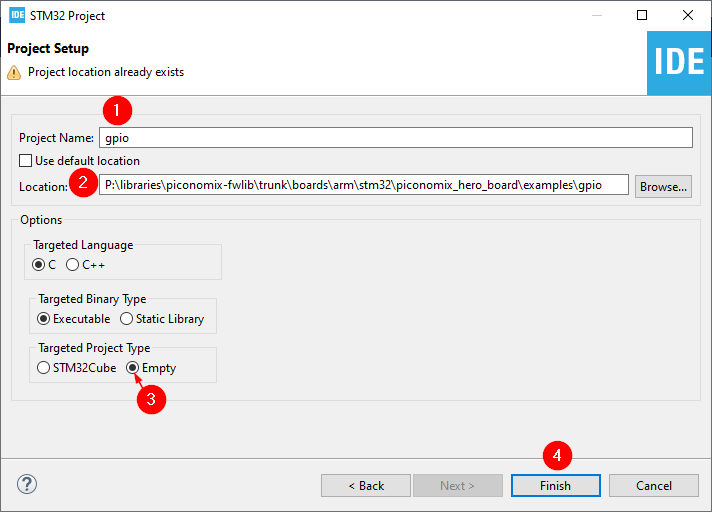 IDE STM32 Project
Project Setup
Project location already exists
IDE
1
Project Name: gpio
Use default location
2
Location: P:\libraries\piconomix-fwlib\trunk\boards\arm\stm32\piconomix_hero_board\examples\gpio Browse...
Options
Targeted Language
C C++
Targeted Binary Type
Executable Static Library
Targeted Project Type
STM32Cube Empty
3
4
? < Back Next > Finish Cancel